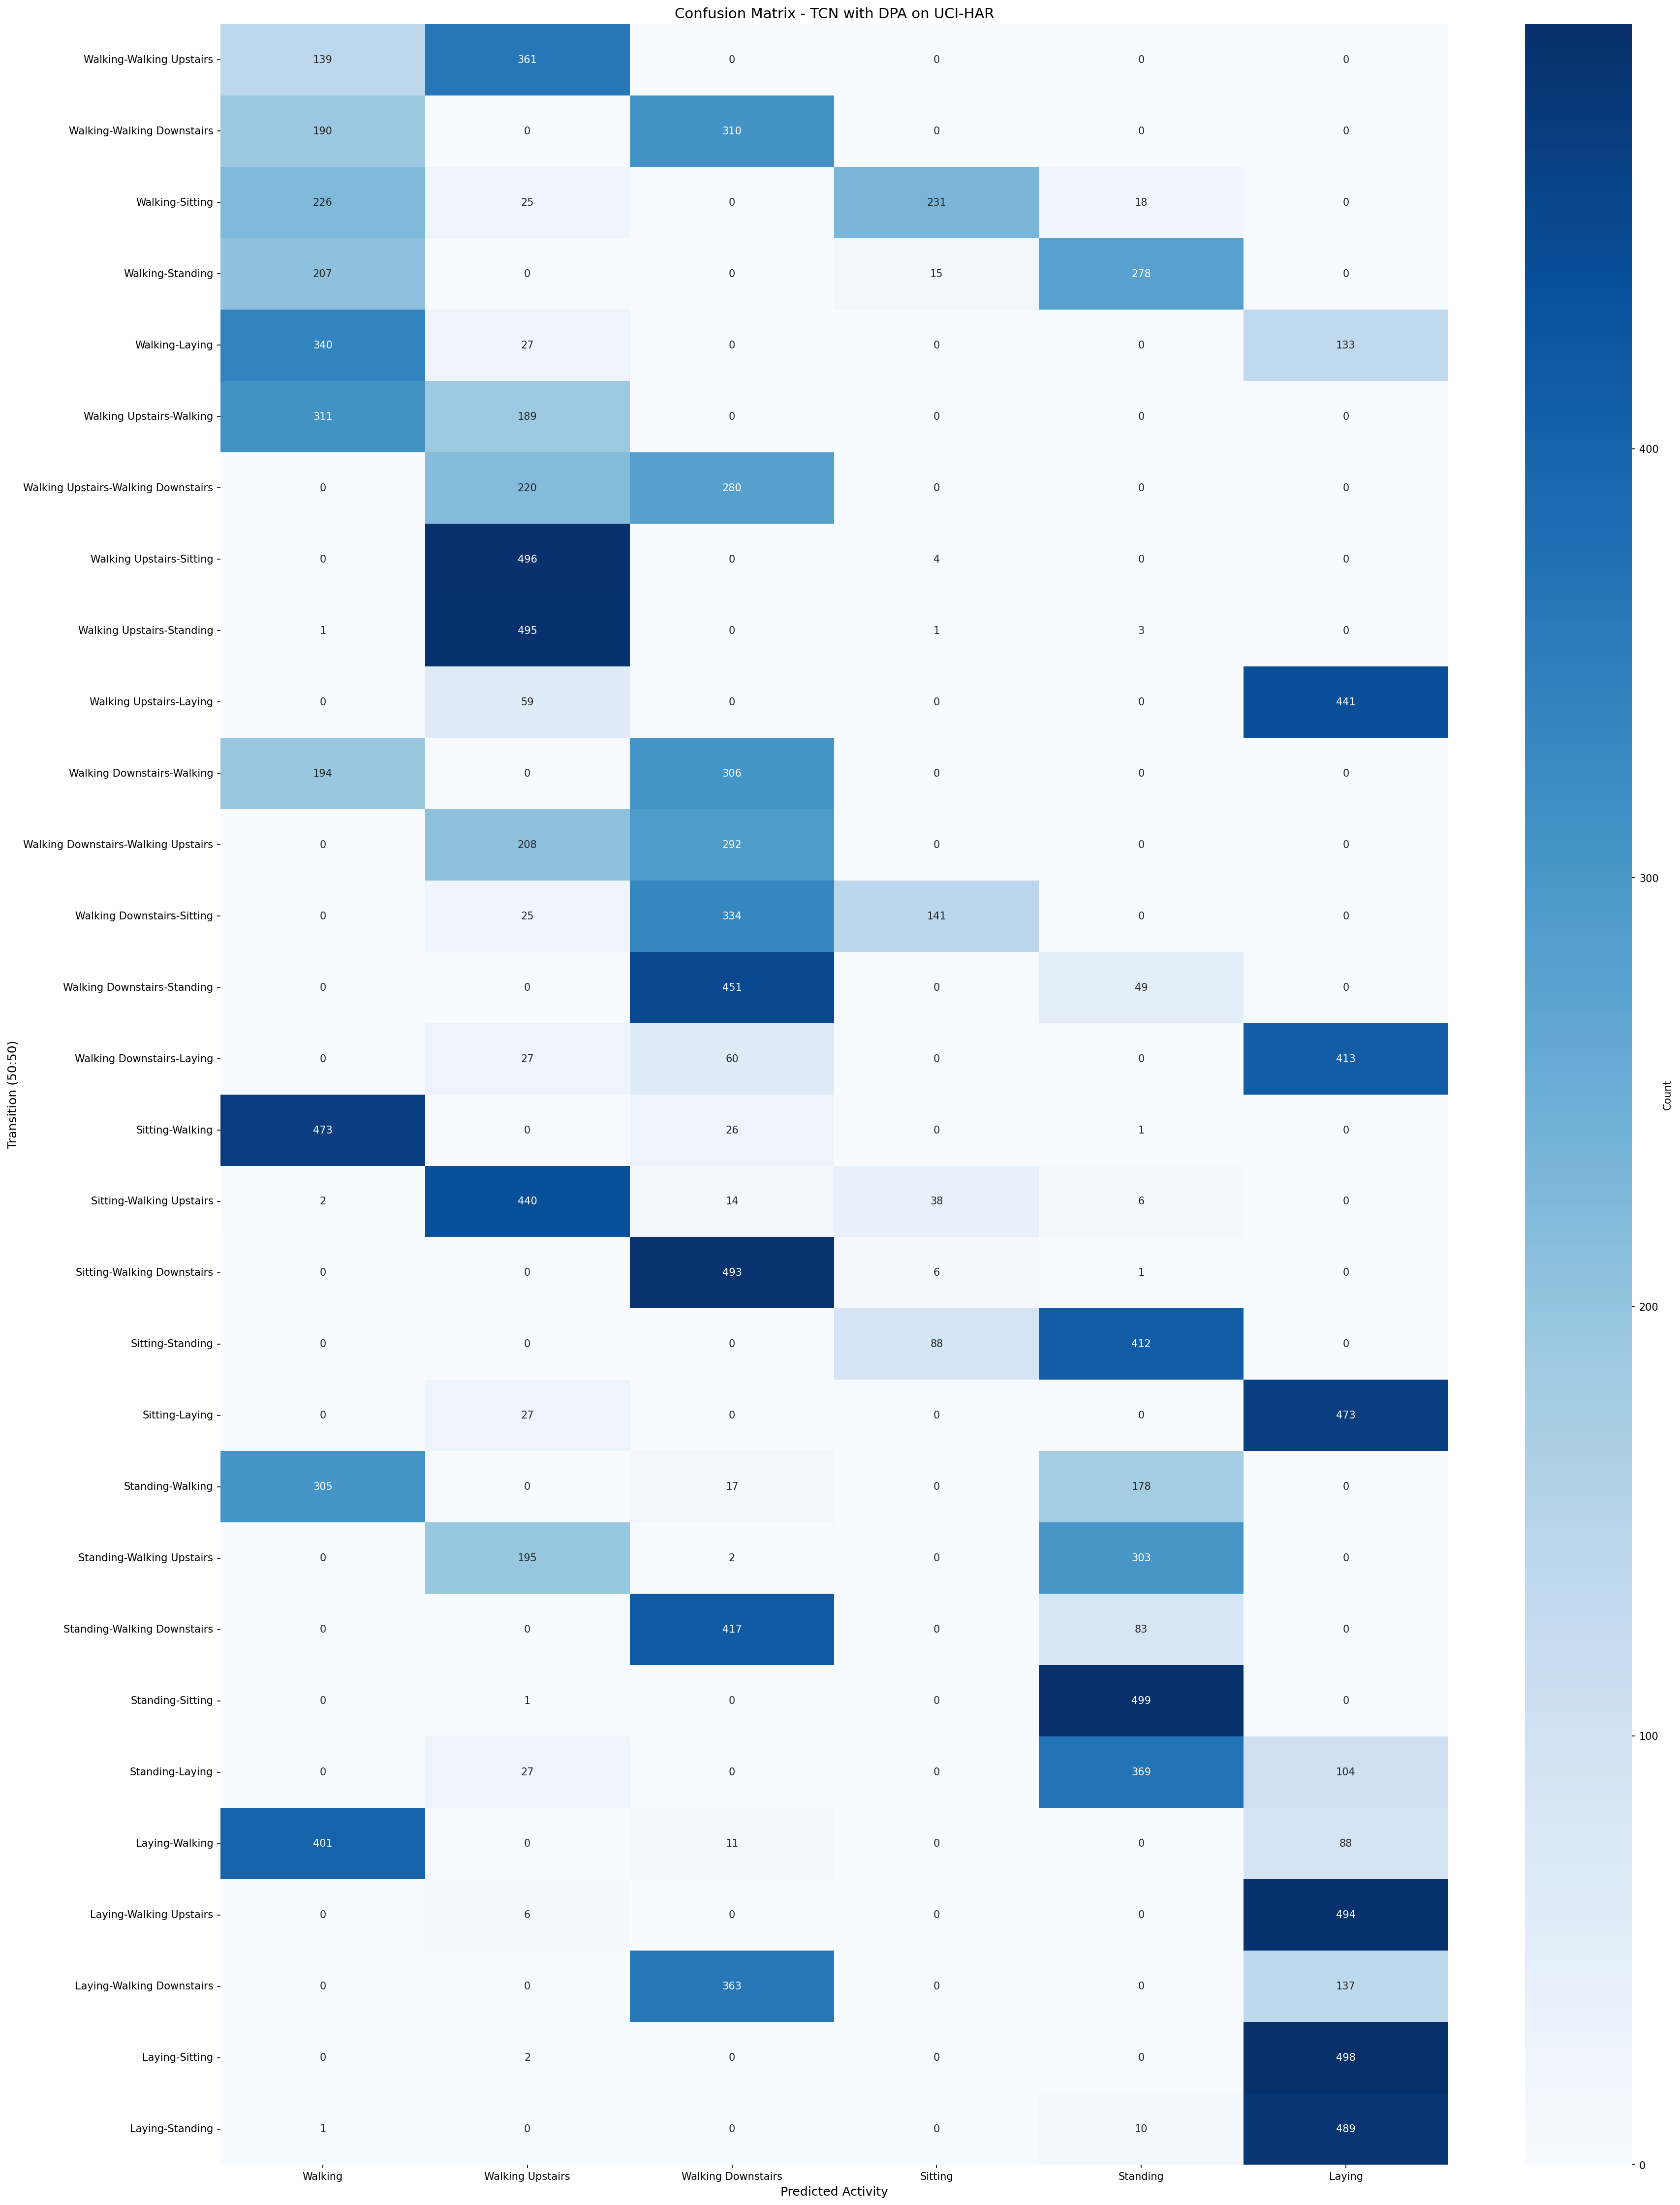 Confusion Matrix - TCN with DPA on UCI-HAR
Transition (50:50)
Walking-Walking Upstairs 139 361 0 0 0 0
Walking-Walking Downstairs 190 0 310 0 0 0
Walking-Sitting 226 25 0 231 18 0
Walking-Standing 207 0 0 15 278 0
Walking-Laying 340 27 0 0 0 133
Walking Upstairs-Walking 311 189 0 0 0 0
Walking Upstairs-Walking Downstairs 0 220 280 0 0 0
Walking Upstairs-Sitting 0 496 0 4 0 0
Walking Upstairs-Standing 1 495 0 1 3 0
Walking Upstairs-Laying 0 59 0 0 0 441
Walking Downstairs-Walking 194 0 306 0 0 0
Walking Downstairs-Walking Upstairs 0 208 292 0 0 0
Walking Downstairs-Sitting 0 25 334 141 0 0
Walking Downstairs-Standing 0 0 451 0 49 0
Walking Downstairs-Laying 0 27 60 0 0 413
Sitting-Walking 473 0 26 0 1 0
Sitting-Walking Upstairs 2 440 14 38 6 0
Sitting-Walking Downstairs 0 0 493 6 1 0
Sitting-Standing 0 0 0 88 412 0
Sitting-Laying 0 27 0 0 0 473
Standing-Walking 305 0 17 0 178 0
Standing-Walking Upstairs 0 195 2 0 303 0
Standing-Walking Downstairs 0 0 417 0 83 0
Standing-Sitting 0 1 0 0 499 0
Standing-Laying 0 27 0 0 369 104
Laying-Walking 401 0 11 0 0 88
Laying-Walking Upstairs 0 6 0 0 0 494
Laying-Walking Downstairs 0 0 363 0 0 137
Laying-Sitting 0 2 0 0 0 498
Laying-Standing 1 0 0 0 10 489
Walking Walking Upstairs Walking Downstairs Sitting Standing Laying
Predicted Activity
400
300
200
100
0
Count